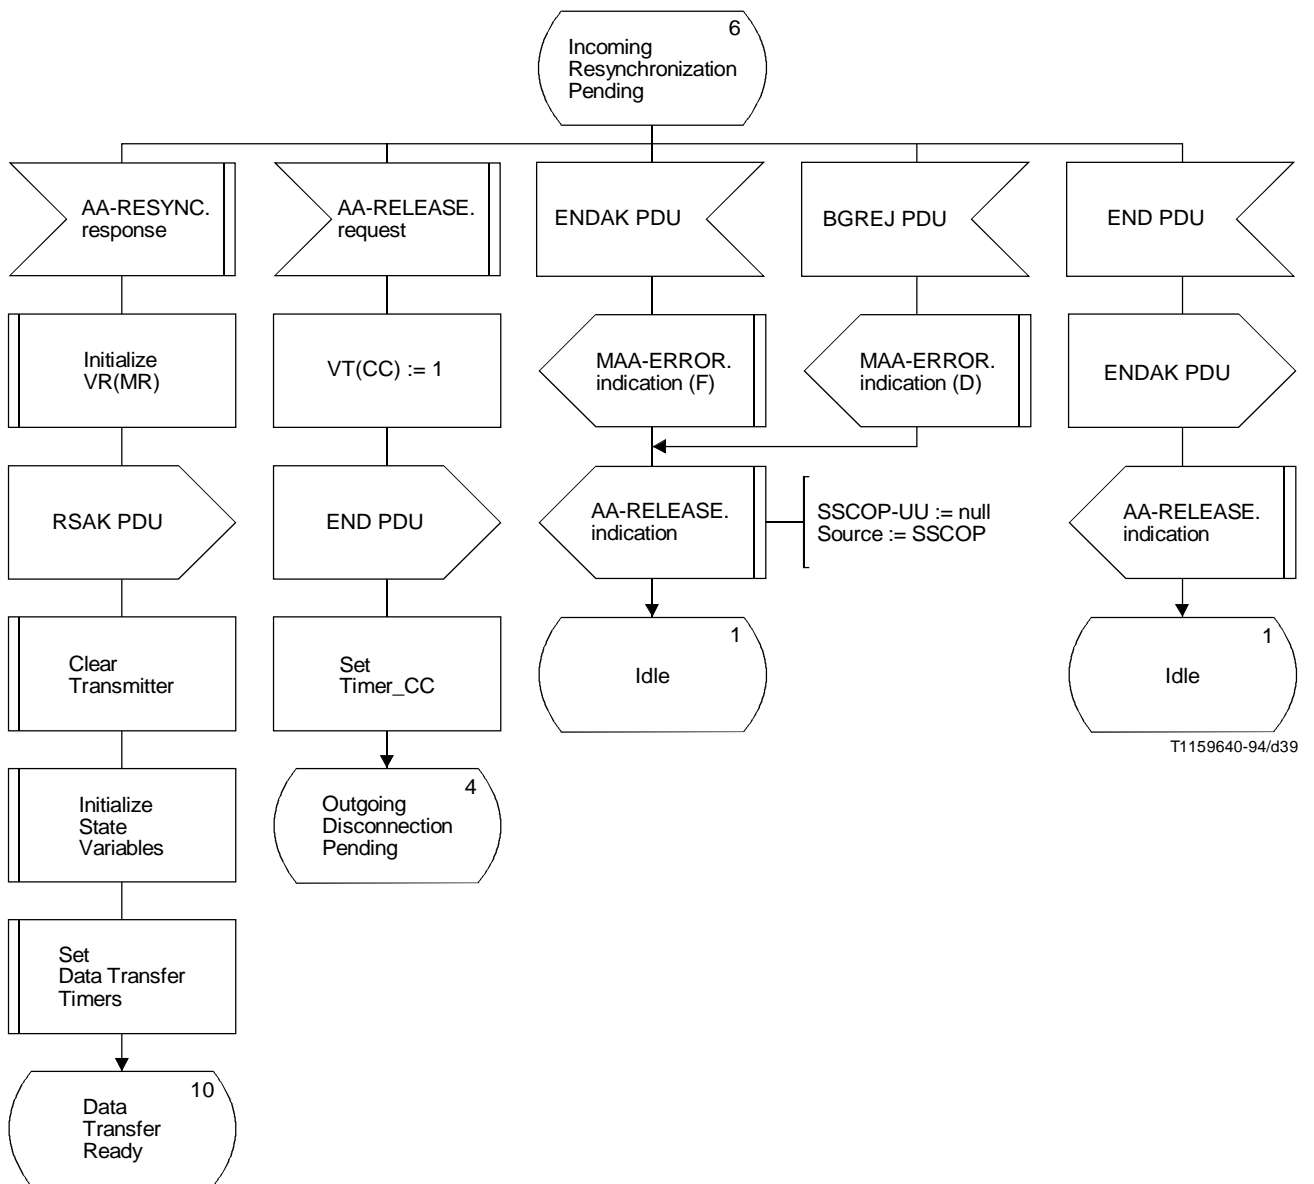 6
Incoming
Resynchronization
Pending
AA-RESYNC.
response
AA-RELEASE.
request
ENDAK PDU
BGREJ PDU
END PDU
Initialize
VR(MR)
VT(CC) := 1
MAA-ERROR.
indication (F)
MAA-ERROR.
indication (D)
ENDAK PDU
RSAK PDU
END PDU
AA-RELEASE.
indication
SSCOP-UU := null
Source := SSCOP
AA-RELEASE.
indication
Clear
Transmitter
Set
Timer_CC
1
Idle
1
Idle
T1159640-94/d39
Initialize
State
Variables
4
Outgoing
Disconnection
Pending
Set
Data Transfer
Timers
10
Data
Transfer
Ready